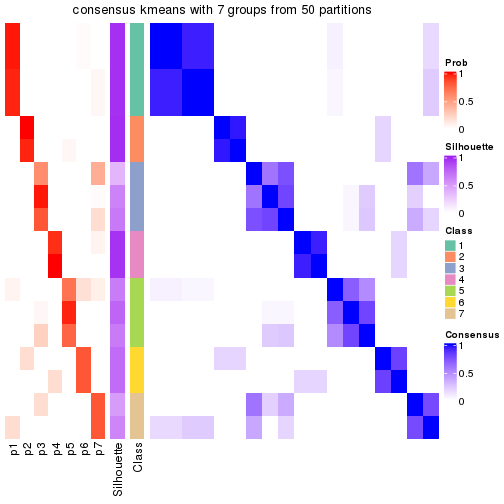 consensus kmeans with 7 groups from 50 partitions
Prob
1
0.5
0
Silhouette
1
0.5
0
Class
1
2
3
4
5
6
7
Consensus
1
0.5
0
p1
p2
p3
p4
p5
p6
p7
Silhouette
Class